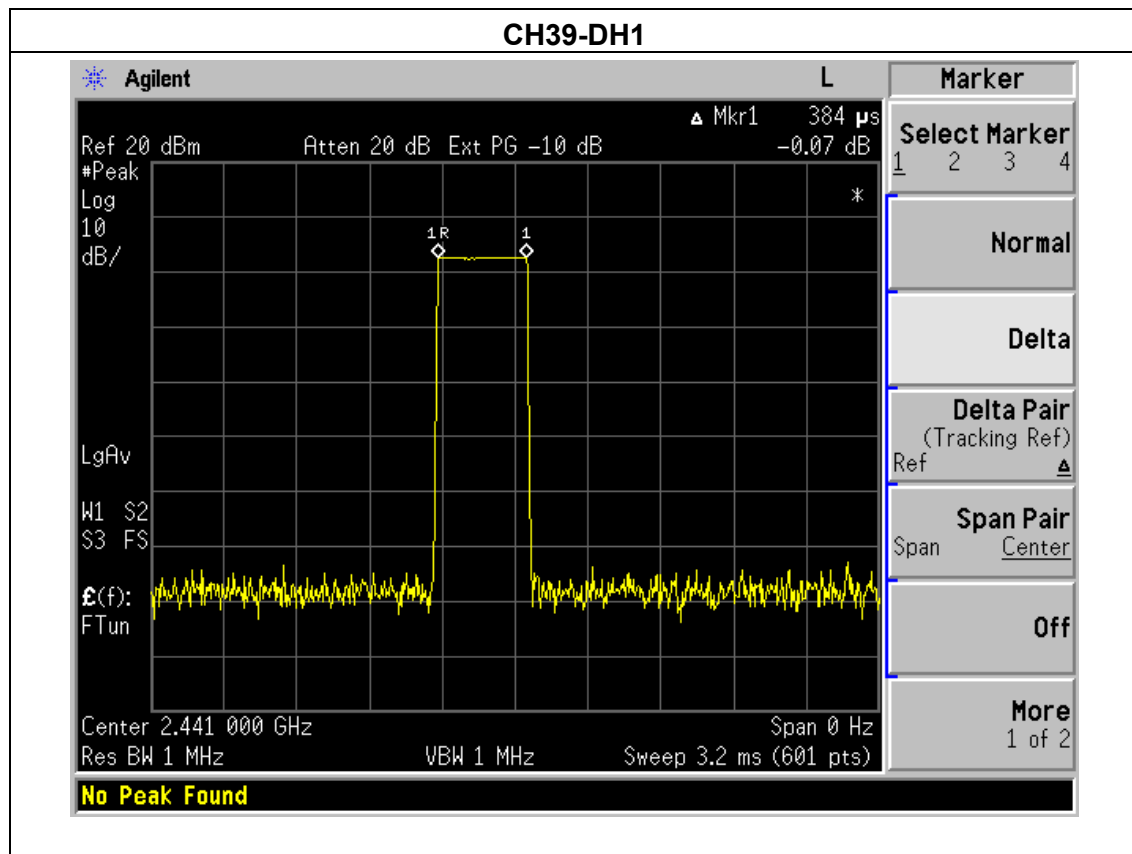 CH39-DH1
Agilent
L
Marker
Δ Mkr1 384 µs
Ref 20 dBm Atten 20 dB Ext PG -10 dB -0.07 dB
#Peak
Log
10
dB/
*
1R
1
LgAv
W1 S2
S3 FS
£(f):
FTun
Center 2.441 000 GHz Span 0 Hz
Res BW 1 MHz VBW 1 MHz Sweep 3.2 ms (601 pts)
No Peak Found
Select Marker
1 2 3 4
Normal
Delta
Delta Pair
(Tracking Ref)
Ref Δ
Span Pair
Span Center
Off
More
1 of 2